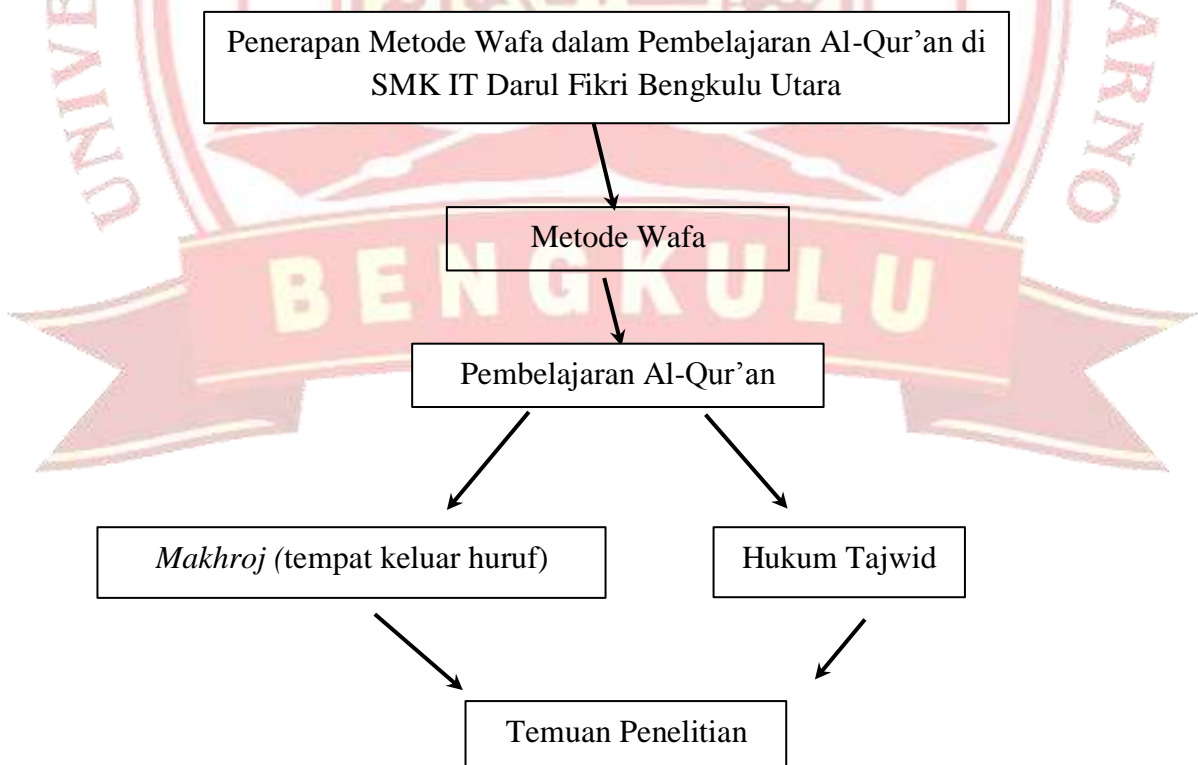 Penerapan Metode Wafa dalam Pembelajaran Al-Qur’an di
SMK IT Darul Fikri Bengkulu Utara
Metode Wafa
BENGKULU
Pembelajaran Al-Qur’an
Makhroj (tempat keluar huruf)
Hukum Tajwid
Temuan Penelitian